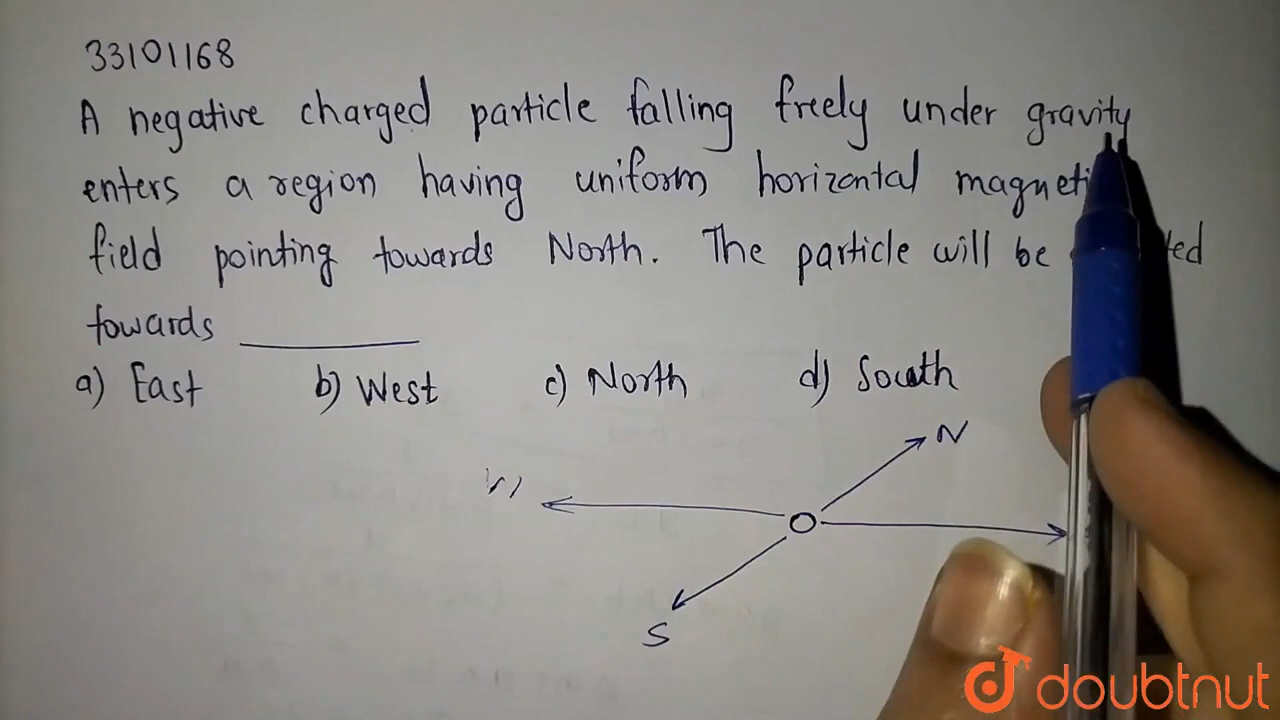 33101168
A negative charged particle falling freely under gravity
enters a region having uniform horizontal
field pointing towards North. The particle will be
towards
a) East b) West c) North d) South
N
S
doubtnut